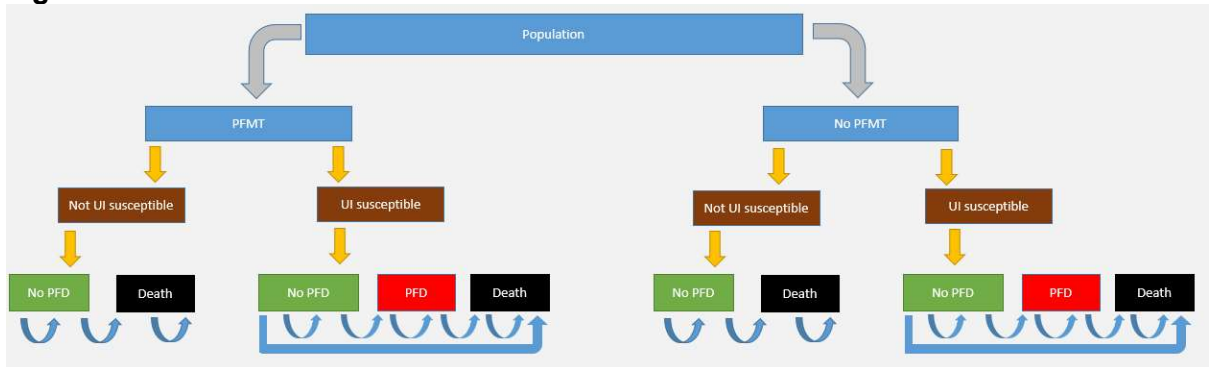 Population
PFMT
No PFMT
Not UI susceptible
UI susceptible
Not UI susceptible
UI susceptible
No PFD
Death
No PFD
PFD
Death
No PFD
Death
No PFD
PFD
Death